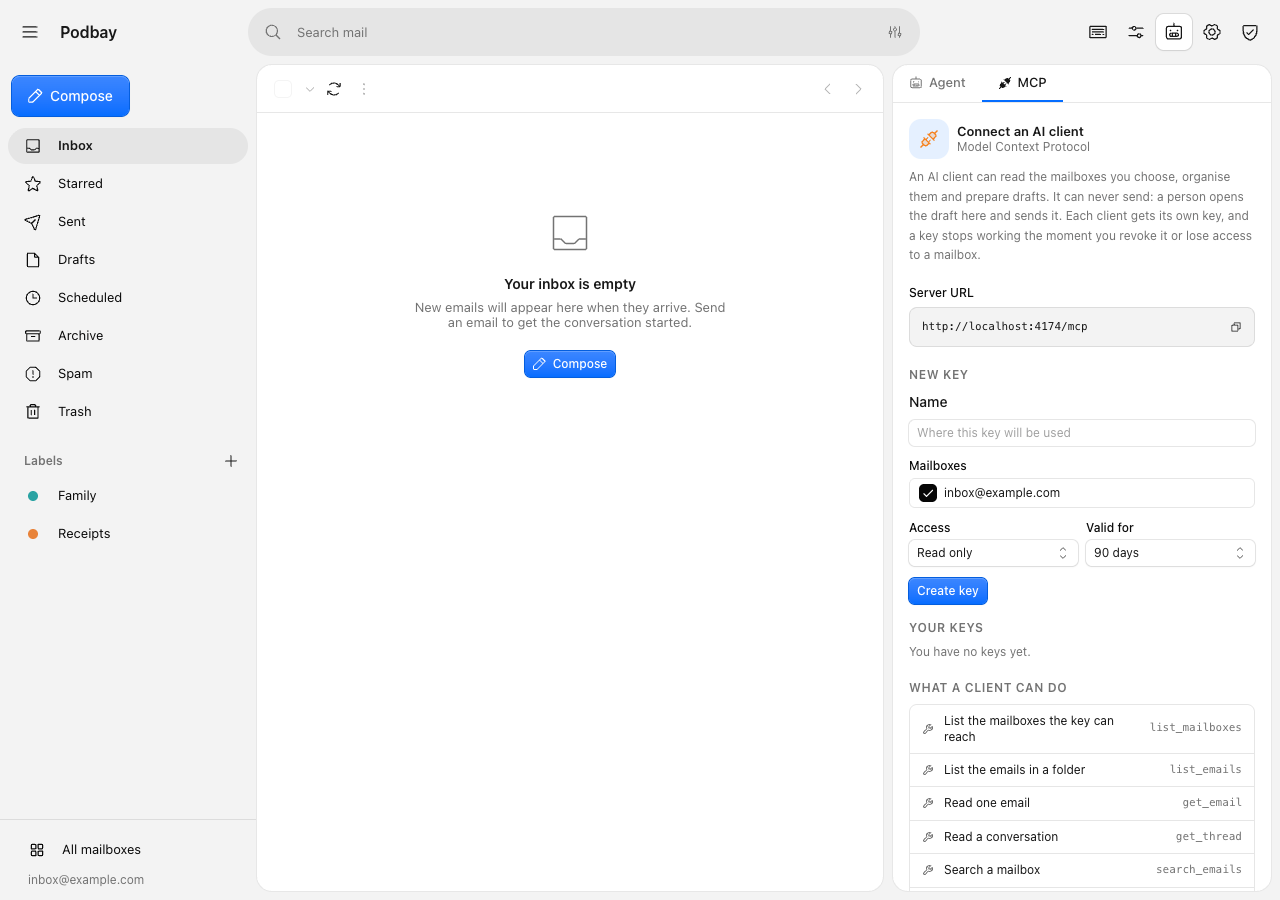 Podbay
Search mail
Compose
Inbox
Starred
Sent
Drafts
Scheduled
Archive
Spam
Trash
Labels
Family
Receipts
All mailboxes
inbox@example.com
Your inbox is empty
New emails will appear here when they arrive. Send
an email to get the conversation started.
Compose
Agent
MCP
Connect an AI client
Model Context Protocol
An AI client can read the mailboxes you choose, organise
them and prepare drafts. It can never send: a person opens
the draft here and sends it. Each client gets its own key, and
a key stops working the moment you revoke it or lose access
to a mailbox.
Server URL
http://localhost:4174/mcp
NEW KEY
Name
Where this key will be used
Mailboxes
inbox@example.com
Access
Valid for
Read only
90 days
Create key
YOUR KEYS
You have no keys yet.
WHAT A CLIENT CAN DO
List the mailboxes the key can
reach
list_mailboxes
List the emails in a folder
list_emails
Read one email
get_email
Read a conversation
get_thread
Search a mailbox
search_emails